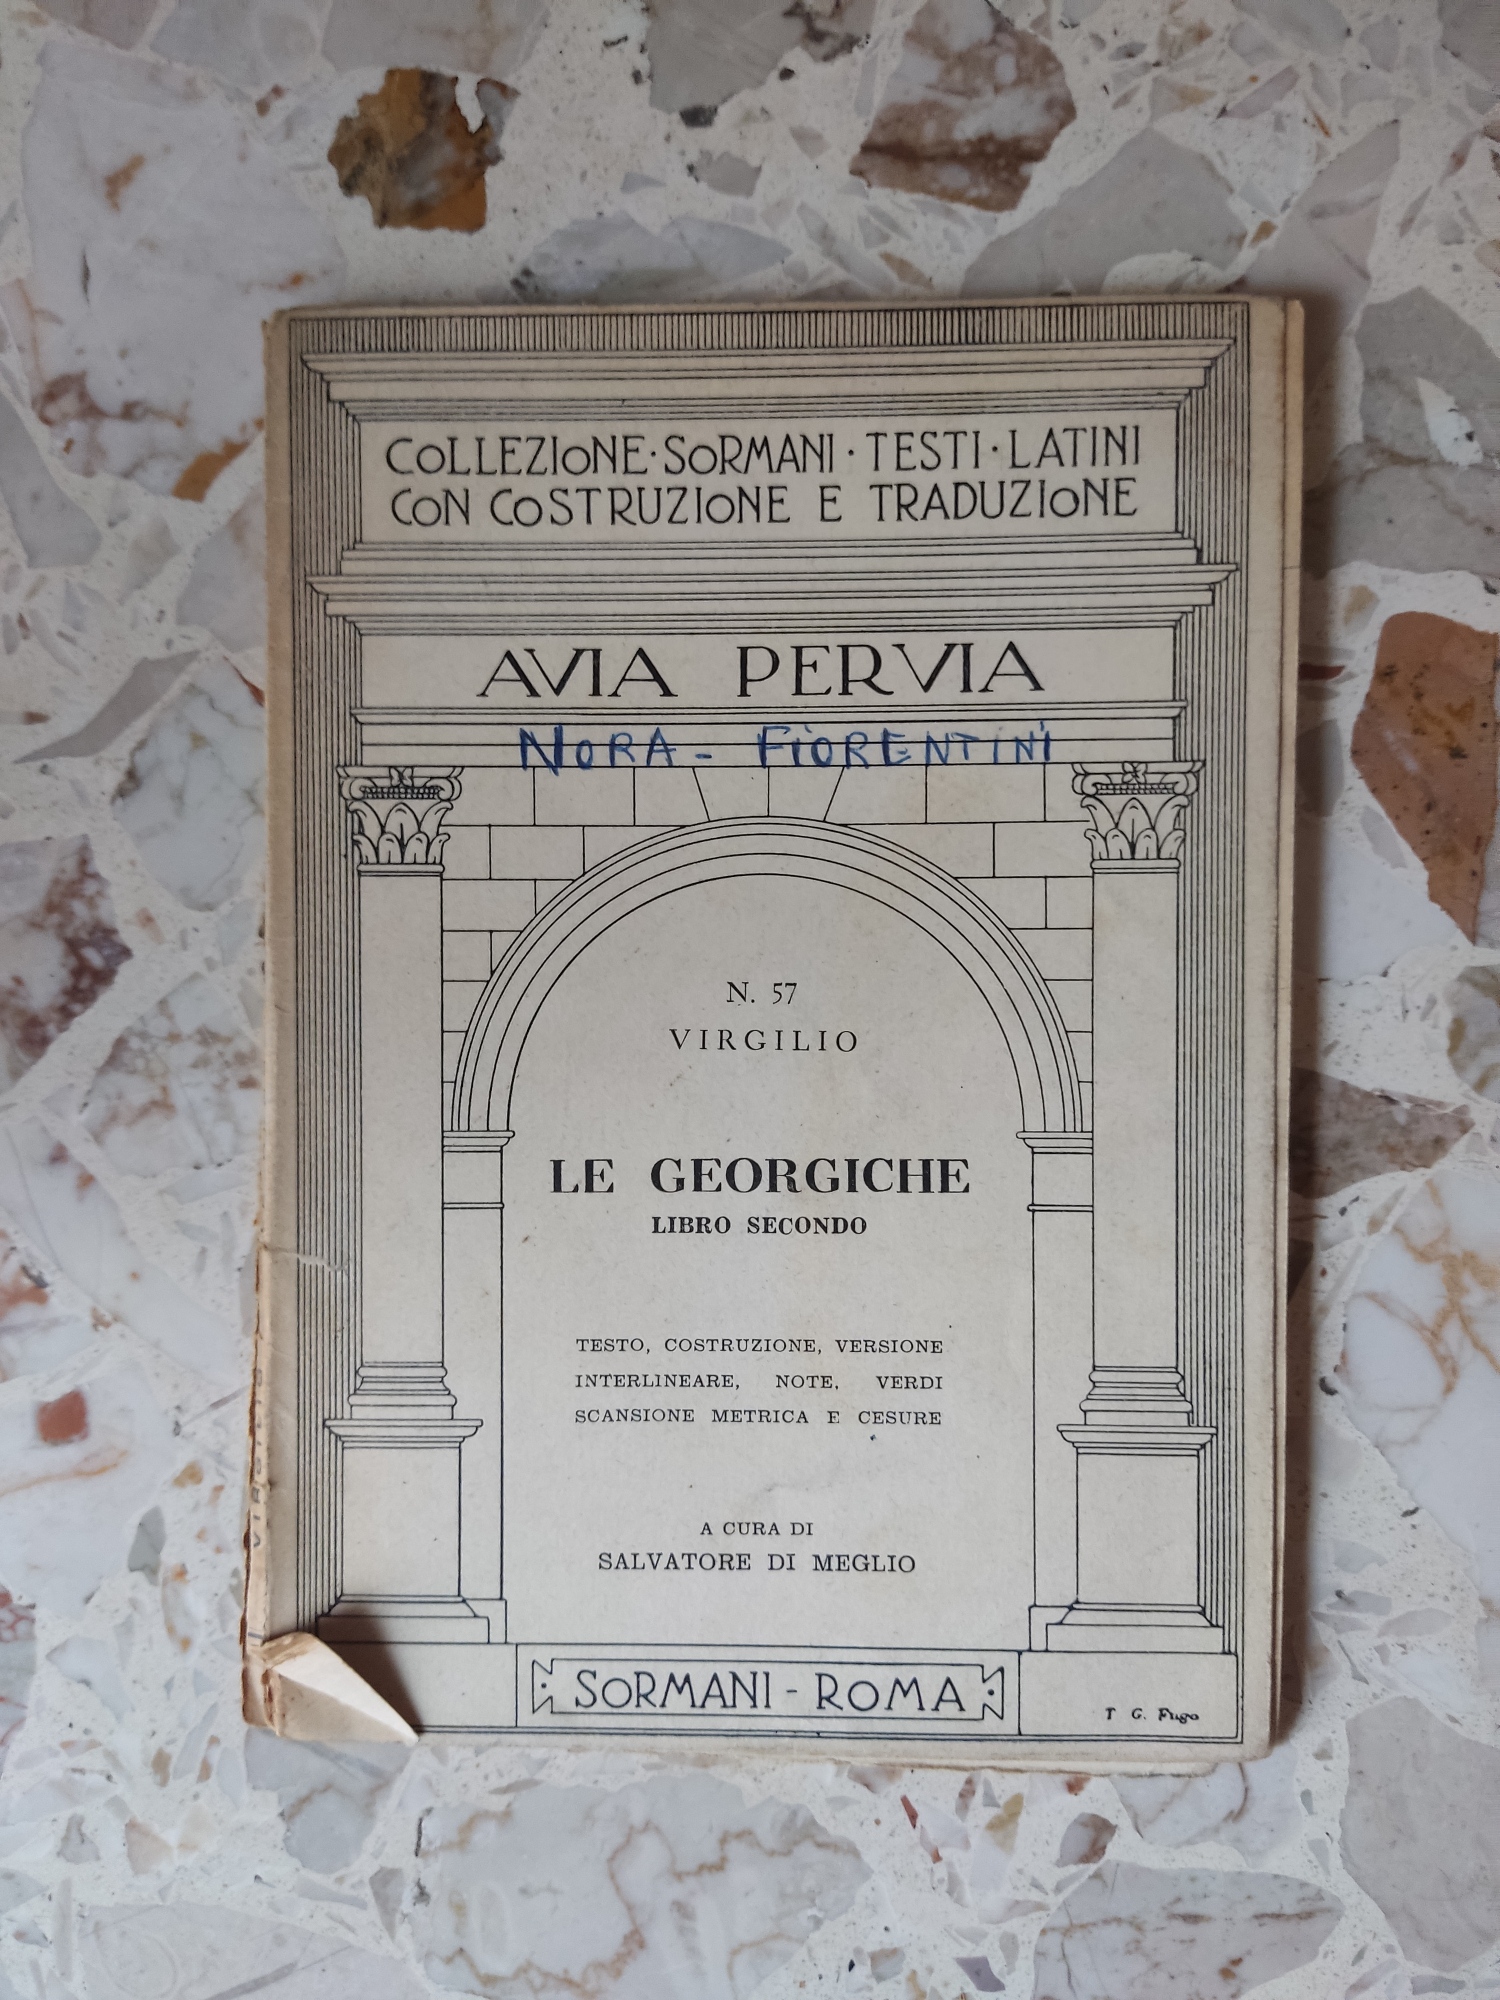 COLLEZIONE · SORMANI · TESTI · LATINI
CON COSTRUZIONE E TRADUZIONE
AVIA PERVIA
NORA - FIORENTINI
N. 57
VIRGILIO
LE GEORGICHE
LIBRO SECONDO
TESTO, COSTRUZIONE, VERSIONE
INTERLINEARE, NOTE, VERDI
SCANSIONE METRICA E CESURE
A CURA DI
SALVATORE DI MEGLIO
SORMANI - ROMA
T G. Fugo